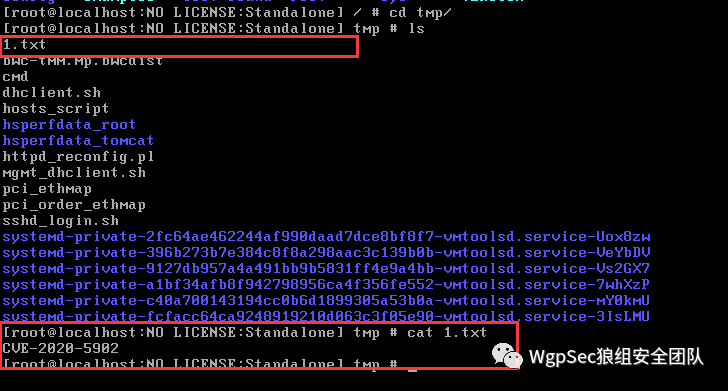 [root@localhost:NO LICENSE:Standalone] / # cd tmp/
[root@localhost:NO LICENSE:Standalone] tmp # ls
1.txt
bwc-tmm.mp.bwcdist
cmd
dhclient.sh
hosts_script
hsperfdata_root
hsperfdata_tomcat
httpd_reconfig.pl
mgmt_dhclient.sh
pci_ethmap
pci_order_ethmap
sshd_login.sh
systemd-private-2fc64ae462244af990daad7dce8bf8f7-vmtoolsd.service-Uox8zw
systemd-private-396b273b7e384c8f8a298aac3c139b0b-vmtoolsd.service-VeYbDV
systemd-private-9127db957a4a491bb9b5831ff4e9a4bb-vmtoolsd.service-Vs2GX7
systemd-private-a1bf34afb8f942798956ca4f356fe552-vmtoolsd.service-7whXzP
systemd-private-c40a700143194cc0b6d1899305a53b0a-vmtoolsd.service-mY0kmU
systemd-private-fcfacc64ca9248919210d063c3f05e90-vmtoolsd.service-3IsLMU
[root@localhost:NO LICENSE:Standalone] tmp # cat 1.txt
CVE-2020-5902
[root@localhost:NO LICENSE:Standalone] tmp # _
WgpSec狼组安全团队